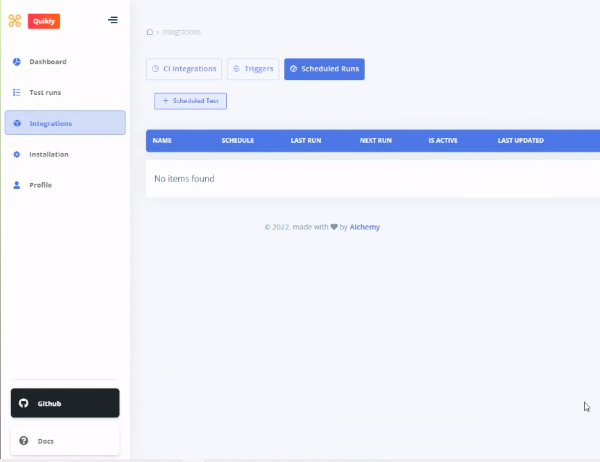 Quikly
Dashboard
Test runs
Integrations
Installation
Profile
Github
Docs
» Integrations
CI Integrations Triggers Scheduled Runs
+ Scheduled Test
NAME SCHEDULE LAST RUN NEXT RUN IS ACTIVE LAST UPDATED
No items found
© 2022, made with by Alchemy